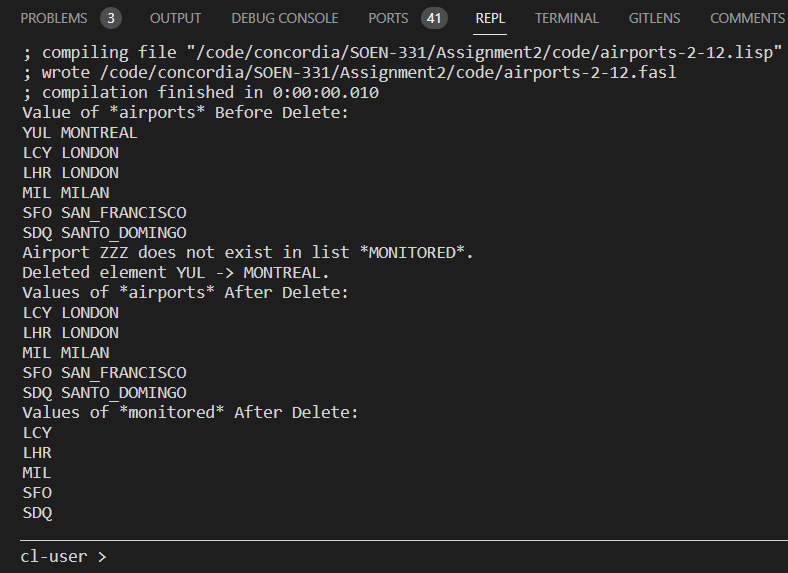 PROBLEMS 3 OUTPUT DEBUG CONSOLE PORTS 41 REPL TERMINAL GITLENS COMMENTS
; compiling file "/code/concordia/SOEN-331/Assignment2/code/airports-2-12.lisp"
; wrote /code/concordia/SOEN-331/Assignment2/code/airports-2-12.fasl
; compilation finished in 0:00:00.010
Value of *airports* Before Delete:
YUL MONTREAL
LCY LONDON
LHR LONDON
MIL MILAN
SFO SAN_FRANCISCO
SDQ SANTO_DOMINGO
Airport ZZZ does not exist in list *MONITORED*.
Deleted element YUL -> MONTREAL.
Values of *airports* After Delete:
LCY LONDON
LHR LONDON
MIL MILAN
SFO SAN_FRANCISCO
SDQ SANTO_DOMINGO
Values of *monitored* After Delete:
LCY
LHR
MIL
SFO
SDQ
cl-user >